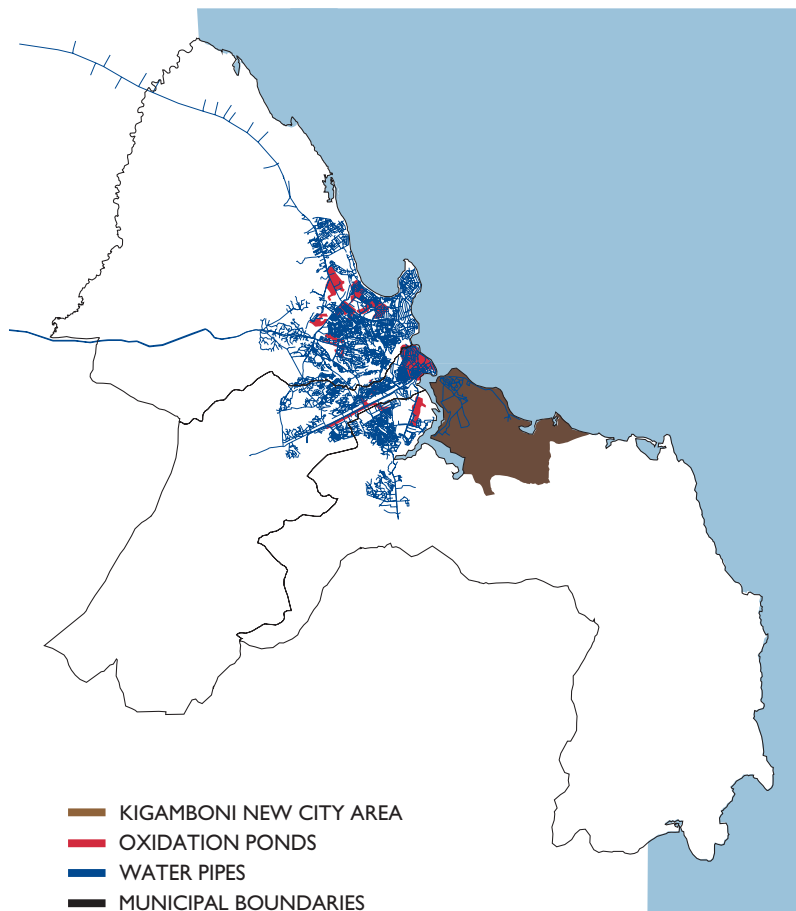 KIGAMBONI NEW CITY AREA
OXIDATION PONDS
WATER PIPES
MUNICIPAL BOUNDARIES